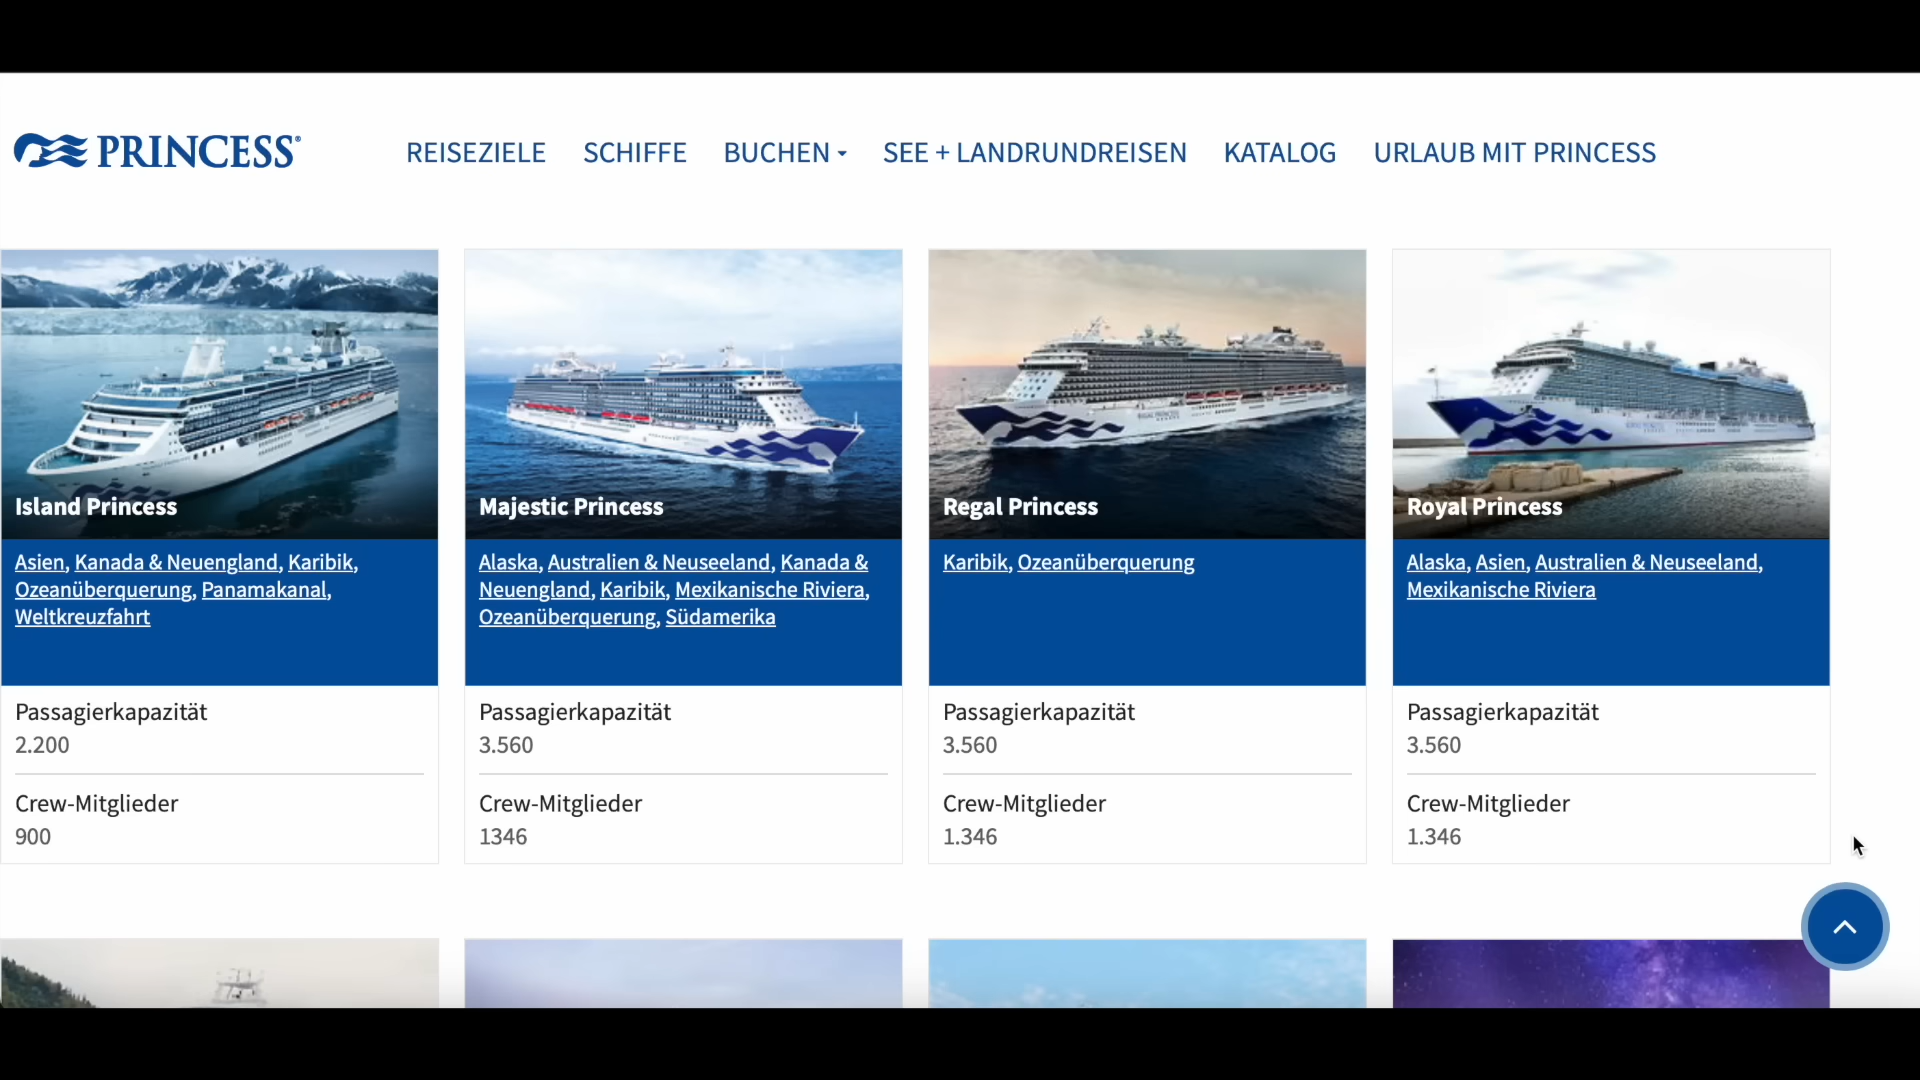 PRINCESS®
REISEZIELE
SCHIFFE
BUCHEN
SEE + LANDRUNDREISEN
KATALOG
URLAUB MIT PRINCESS
Island Princess
Asien, Kanada & Neuengland, Karibik,
Ozeanüberquerung, Panamakanal,
Weltkreuzfahrt
Passagierkapazität
2.200
Crew-Mitglieder
900
Majestic Princess
Alaska, Australien & Neuseeland, Kanada &
Neuengland, Karibik, Mexikanische Riviera,
Ozeanüberquerung, Südamerika
Passagierkapazität
3.560
Crew-Mitglieder
1346
REGAL PRINCESS
Regal Princess
Karibik, Ozeanüberquerung
Passagierkapazität
3.560
Crew-Mitglieder
1.346
Royal Princess
Alaska, Asien, Australien & Neuseeland,
Mexikanische Riviera
Passagierkapazität
3.560
Crew-Mitglieder
1.346